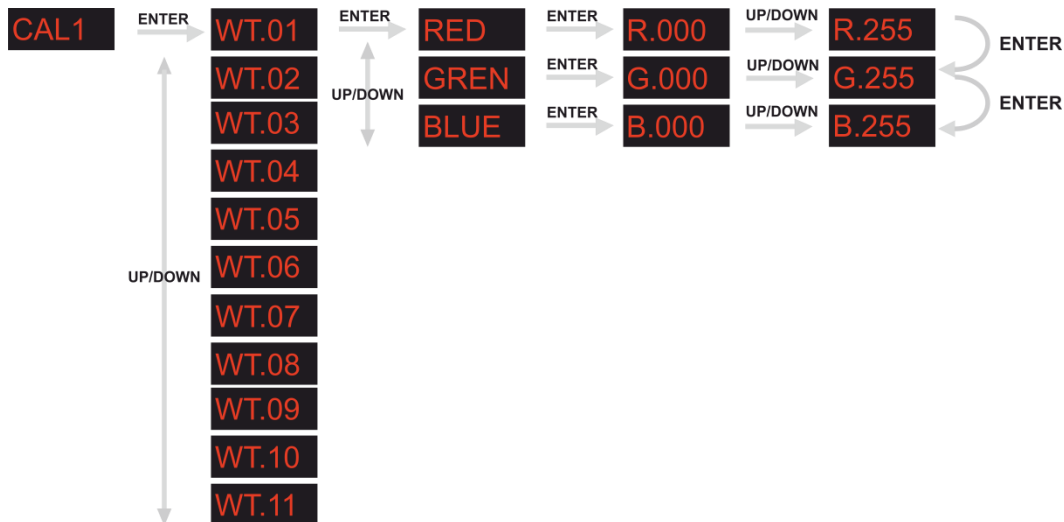 CAL1 ENTER WT.01 ENTER RED ENTER R.000 UP/DOWN R.255
ENTER
WT.02 GREN ENTER G.000 UP/DOWN G.255
UP/DOWN
ENTER
WT.03 BLUE ENTER B.000 UP/DOWN B.255
WT.04
WT.05
UP/DOWN WT.06
WT.07
WT.08
WT.09
WT.10
WT.11